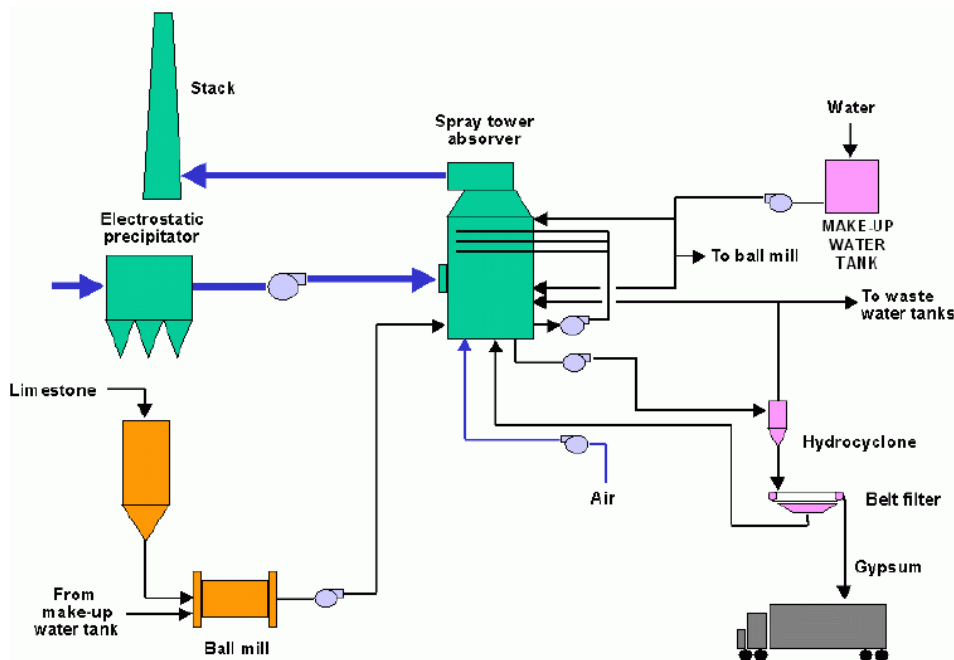 Stack
Spray tower
absorver
Water
Electrostatic
precipitator
MAKE-UP
WATER
TANK
To ball mill
To waste
water tanks
Limestone
Hydrocyclone
Air
Belt filter
Gypsum
From
make-up
water tank
Ball mill